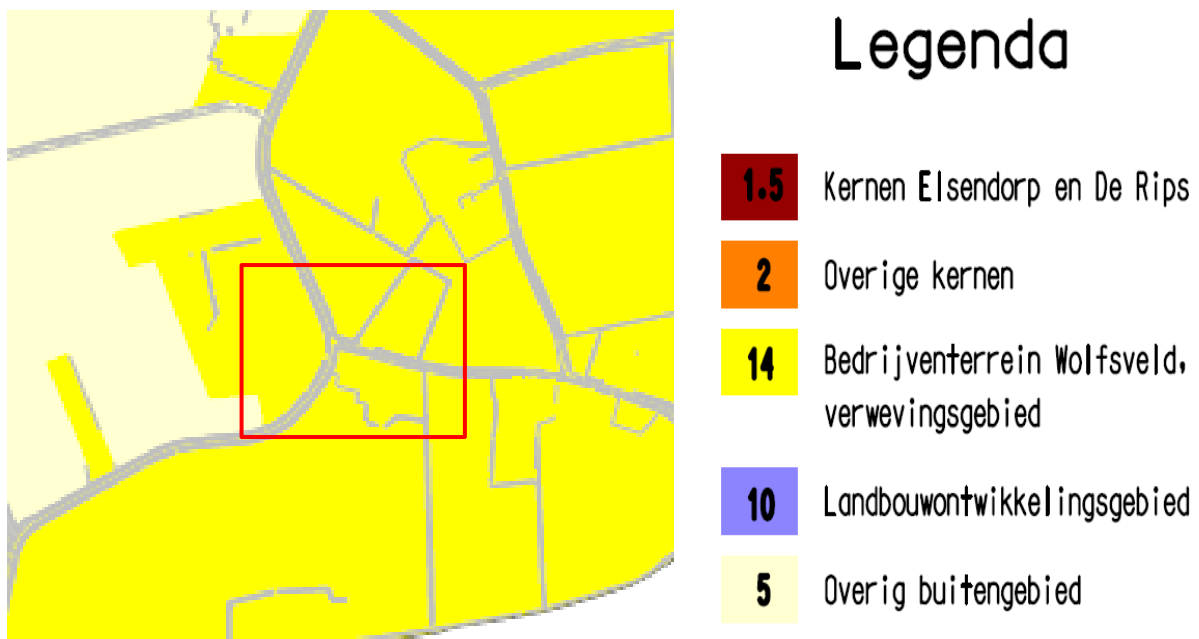 Legenda
1.5 Kernen Elsendorp en De Rips
2 Overige kernen
14 Bedrijventerrein Wolfsveld,
verwevingsgebied
10 Landbouwontwikkelingsgebied
5 Overig buitengebied